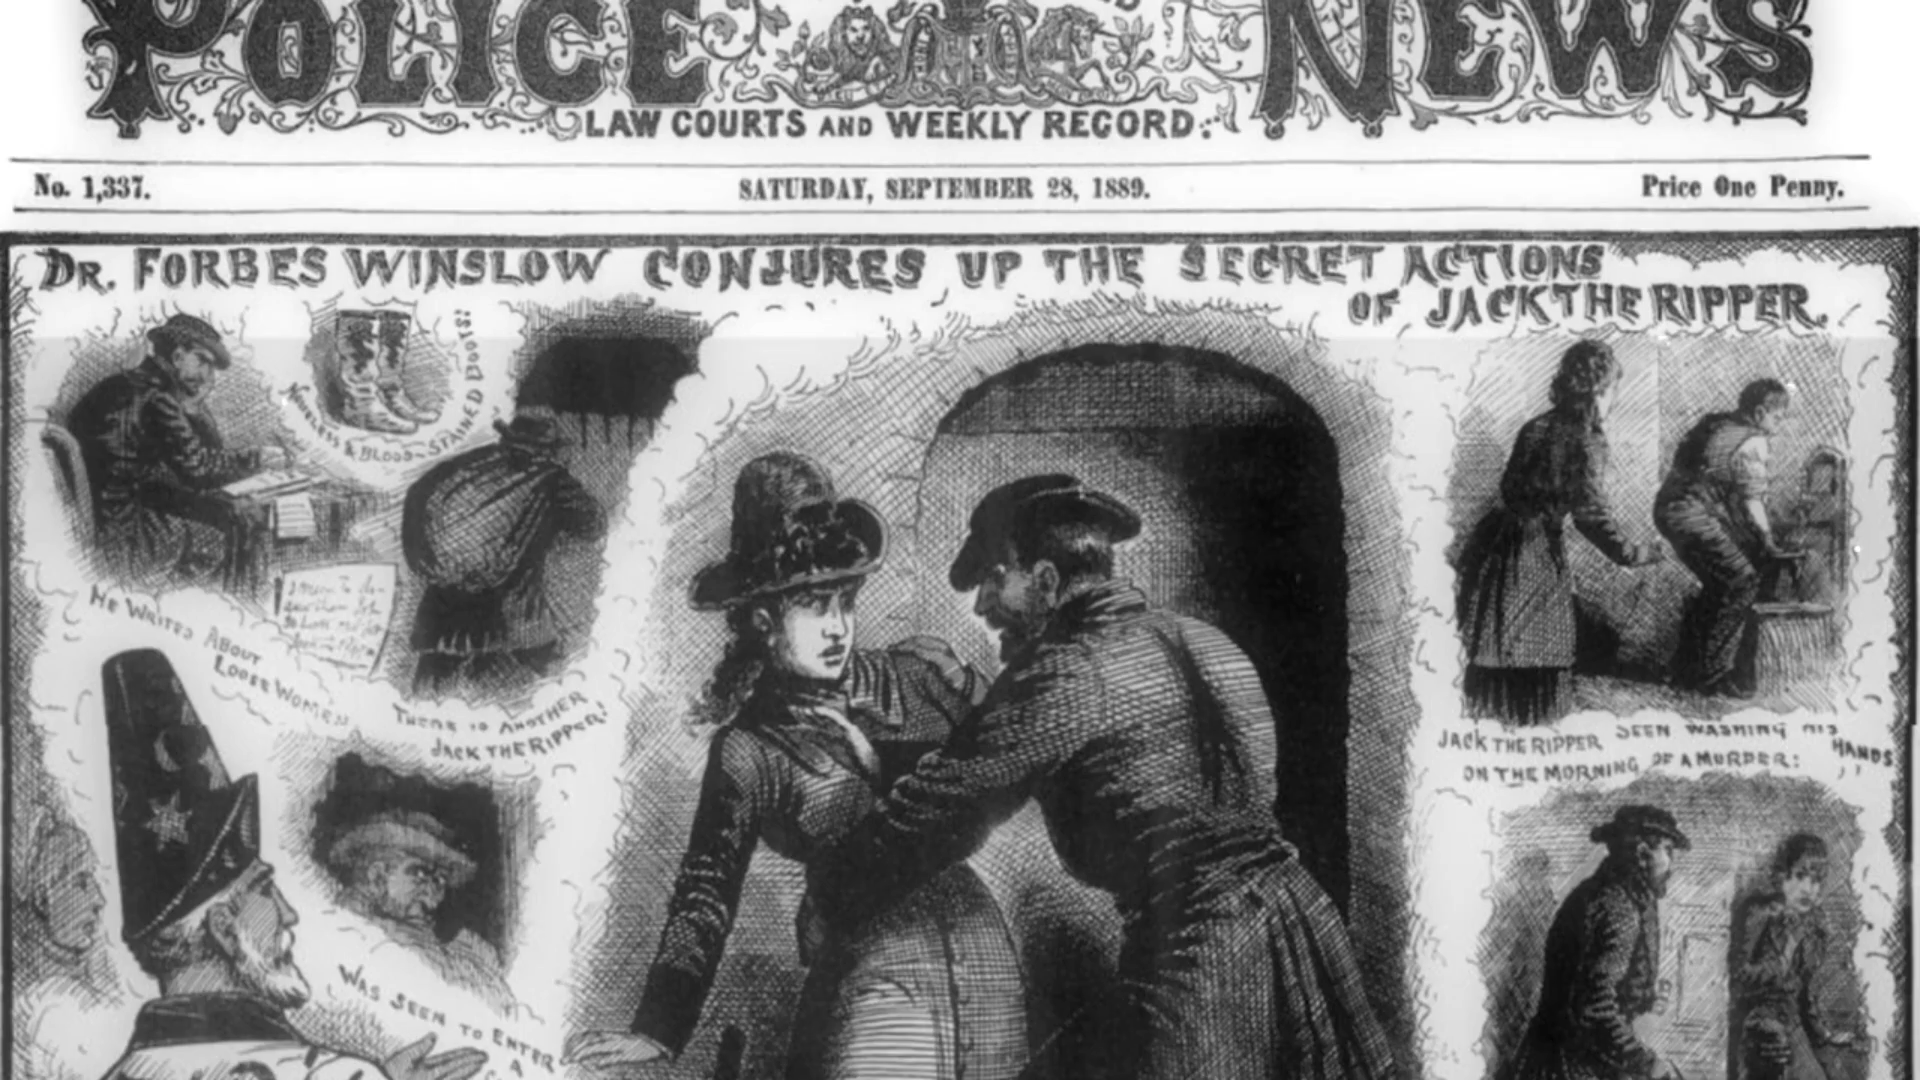 POLICE NEWS
LAW COURTS AND WEEKLY RECORD.
No. 1,337.
SATURDAY, SEPTEMBER 28, 1889.
Price One Penny.
DR. FORBES WINSLOW CONJURES UP THE SECRET ACTIONS
OF JACK THE RIPPER.
& BLOOD-STAINED BOOTS!
HE WRITES ABOUT
LOOSE WOMEN
THERE IS ANOTHER
JACK THE RIPPER!
JACK THE RIPPER SEEN WASHING HIS HANDS
ON THE MORNING OF A MURDER!
WAS SEEN TO ENTER
A